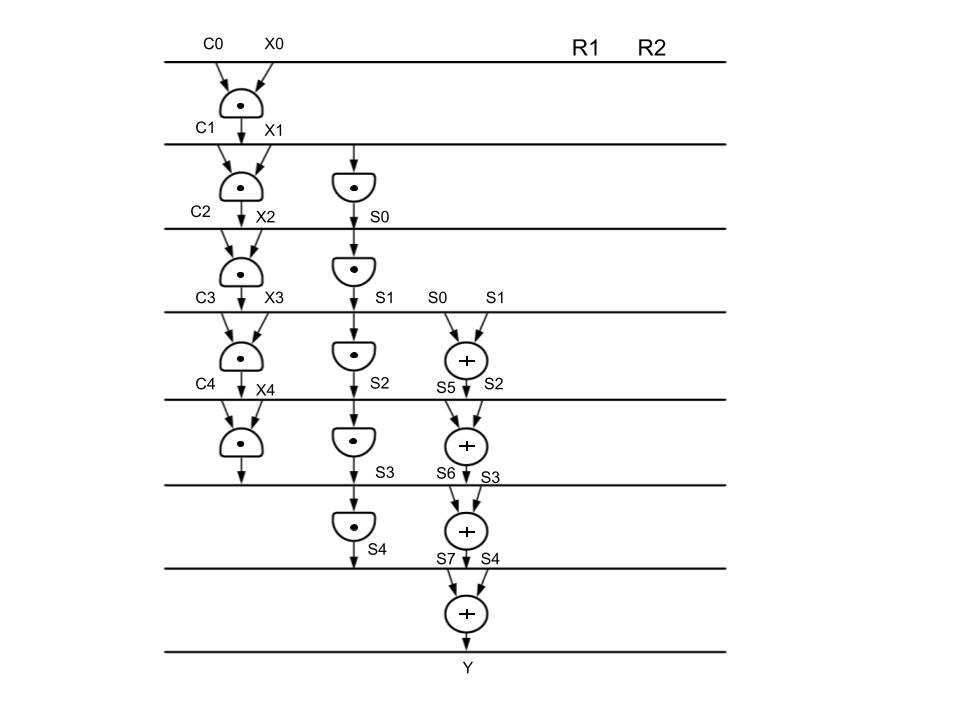 C0 X0 R1 R2
C1 X1
C2 X2 S0
C3 X3 S1 S0 S1
C4 X4 S2 S5 S2
S3 S6 S3
S4 S7 S4
Y